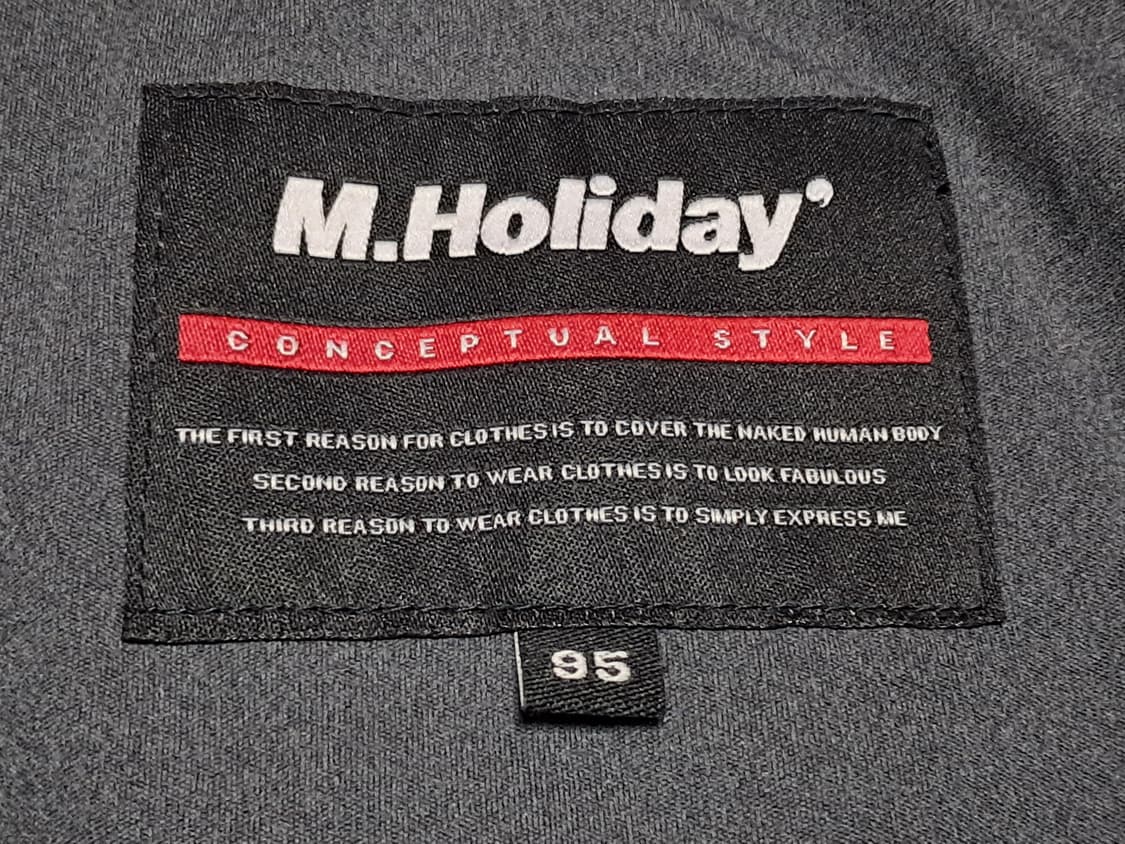 M.Holiday’
CONCEPTUAL STYLE
THE FIRST REASON FOR CLOTHES IS TO COVER THE NAKED HUMAN BODY
SECOND REASON TO WEAR CLOTHES IS TO LOOK FABULOUS
THIRD REASON TO WEAR CLOTHES IS TO SIMPLY EXPRESS ME
95